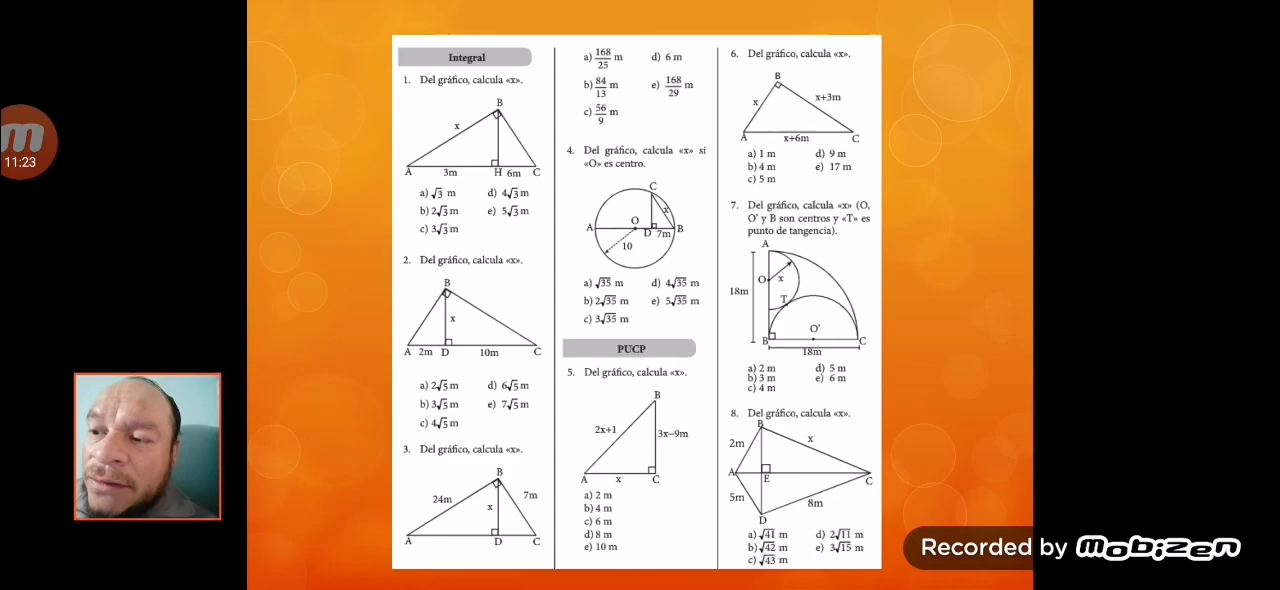 11:23
Integral
1. Del gráfico, calcula «x».
B
x
A
3m
H
6m
C
a) √3 m
d) 4√3 m
b) 2√3 m
e) 5√3 m
c) 3√3 m
2. Del gráfico, calcula «x».
B
x
A
2m
D
10m
C
a) 2√5 m
d) 6√5 m
b) 3√5 m
e) 7√5 m
c) 4√5 m
3. Del gráfico, calcula «x».
B
24m
7m
x
A
D
C
a) 168/25 m
d) 6 m
b) 84/13 m
e) 168/29 m
c) 56/9 m
4. Del gráfico, calcula «x» si
«O» es centro.
C
x
O
A
D
7m
B
10
a) √35 m
d) 4√35 m
b) 2√35 m
e) 5√35 m
c) 3√35 m
PUCP
5. Del gráfico, calcula «x».
B
2x+1
3x−9m
A
x
C
a) 2 m
b) 4 m
c) 6 m
d) 8 m
e) 10 m
6. Del gráfico, calcula «x».
B
x
x+3m
A
x+6m
C
a) 1 m
d) 9 m
b) 4 m
e) 17 m
c) 5 m
7. Del gráfico, calcula «x» (O,
O' y B son centros y «T» es
punto de tangencia).
A
O
x
18m
T
O'
B
C
18m
a) 2 m
d) 5 m
b) 3 m
e) 6 m
c) 4 m
8. Del gráfico, calcula «x».
B
2m
x
A
E
C
5m
8m
D
a) √41 m
d) 2√11 m
b) √42 m
e) 3√15 m
c) √43 m
Recorded by mobizen